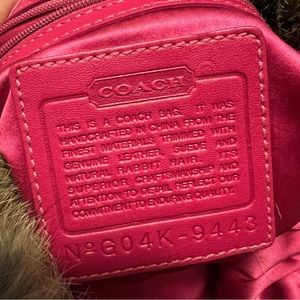 COACH
THIS IS A COACH BAG. IT WAS
HANDCRAFTED IN CHINA FROM THE
FINEST MATERIALS TRIMMED WITH
GENUINE LEATHER, SUEDE AND
NATURAL RABBIT HAIR.
SUPERIOR CRAFTSMANSHIP AND
ATTENTION TO DETAIL REFLECT OUR
COMMITMENT TO ENDURING QUALITY.
Nº G04K-9443